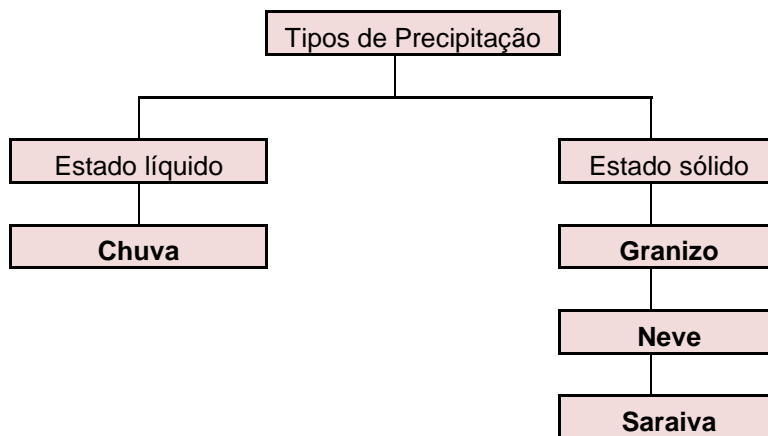 Tipos de Precipitação
Estado líquido
Estado sólido
Chuva
Granizo
Neve
Saraiva